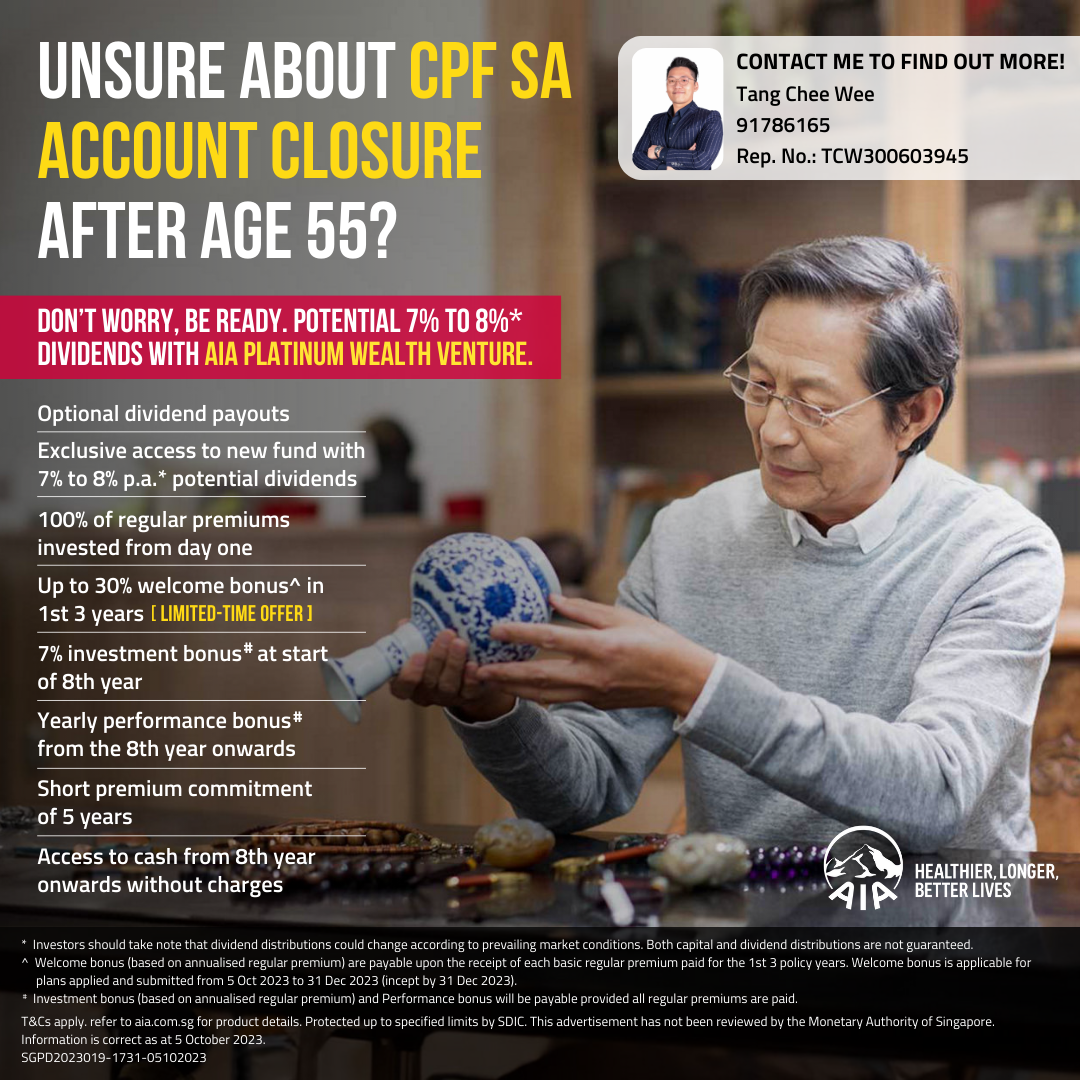 UNSURE ABOUT CPF SA
ACCOUNT CLOSURE
AFTER AGE 55?
CONTACT ME TO FIND OUT MORE!
Tang Chee Wee
91786165
Rep. No.: TCW300603945
DON'T WORRY, BE READY. POTENTIAL 7% TO 8%*
DIVIDENDS WITH AIA PLATINUM WEALTH VENTURE.
Optional dividend payouts
Exclusive access to new fund with
7% to 8% p.a.* potential dividends
100% of regular premiums
invested from day one
Up to 30% welcome bonus^ in
1st 3 years [ LIMITED-TIME OFFER ]
7% investment bonus# at start
of 8th year
Yearly performance bonus#
from the 8th year onwards
Short premium commitment
of 5 years
Access to cash from 8th year
onwards without charges
AIA
HEALTHIER, LONGER,
BETTER LIVES
* Investors should take note that dividend distributions could change according to prevailing market conditions. Both capital and dividend distributions are not guaranteed.
^ Welcome bonus (based on annualised regular premium) are payable upon the receipt of each basic regular premium paid for the 1st 3 policy years. Welcome bonus is applicable for
plans applied and submitted from 5 Oct 2023 to 31 Dec 2023 (incept by 31 Dec 2023).
# Investment bonus (based on annualised regular premium) and Performance bonus will be payable provided all regular premiums are paid.
T&Cs apply. refer to aia.com.sg for product details. Protected up to specified limits by SDIC. This advertisement has not been reviewed by the Monetary Authority of Singapore.
Information is correct as at 5 October 2023.
SGPD2023019-1731-05102023